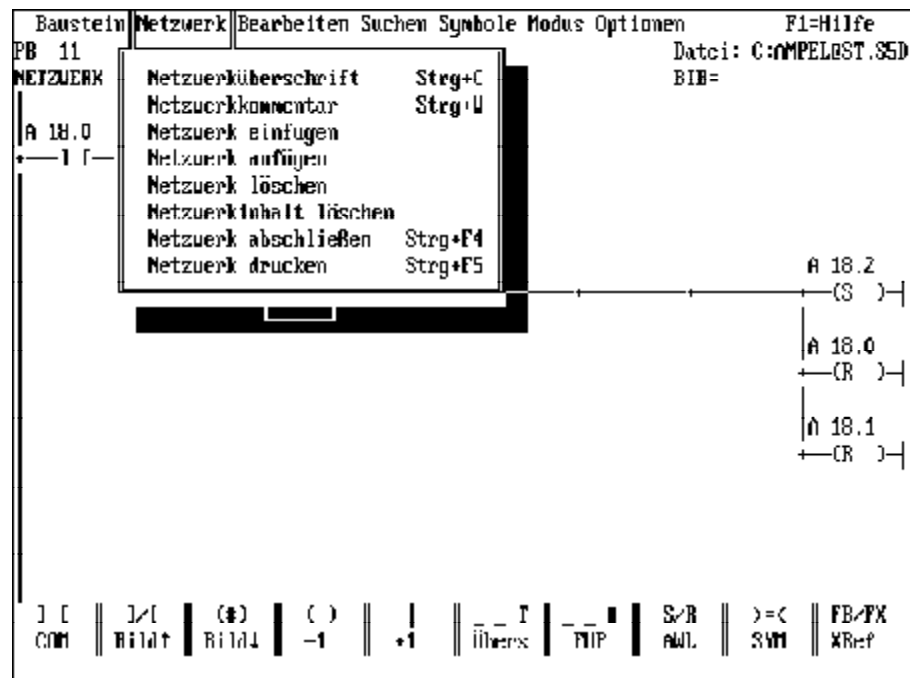 Baustein Netzwerk Bearbeiten Suchen Symbole Modus Optionen F1=Hilfe
PB 11 Datei: C:AMPEL@ST.S5D
NETZWERK BIB=
Netzwerküberschrift Strg+C
Netzwerkkommentar Strg+W
A 18.0 Netzwerk einfügen
] [ Netzwerk anfügen
Netzwerk löschen
Netzwerkinhalt löschen
Netzwerk abschließen Strg+F4
Netzwerk drucken Strg+F5
A 18.2
(S )
A 18.0
(R )
A 18.1
(R )
] [ ]/[ (#) ( ) S/R >=< FB/FX
COM Bild↑ Bild↓ -1 +1 Übers FUP AWL SYM XRef